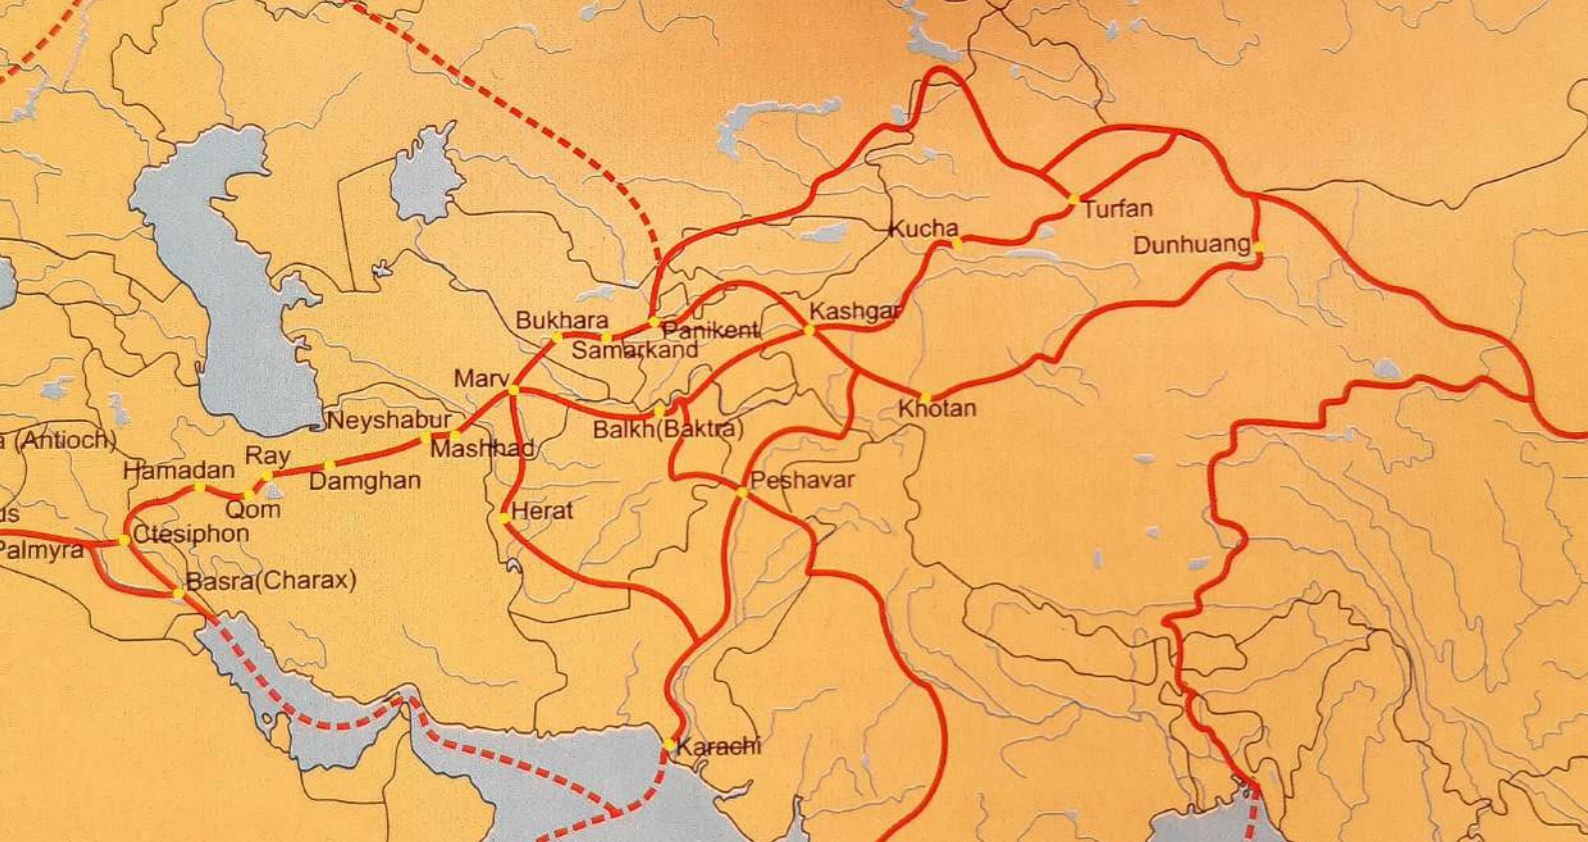 Turfan
Kucha
Dunhuang
Kashgar
Bukhara
Panikent
Samarkand
Marv
Khotan
Neyshabur
Balkh(Baktra)
(Antioch)
Mashhad
Ray
Hamadan
Damghan
Peshavar
Qom
Herat
Ctesiphon
Palmyra
Basra(Charax)
Karachi